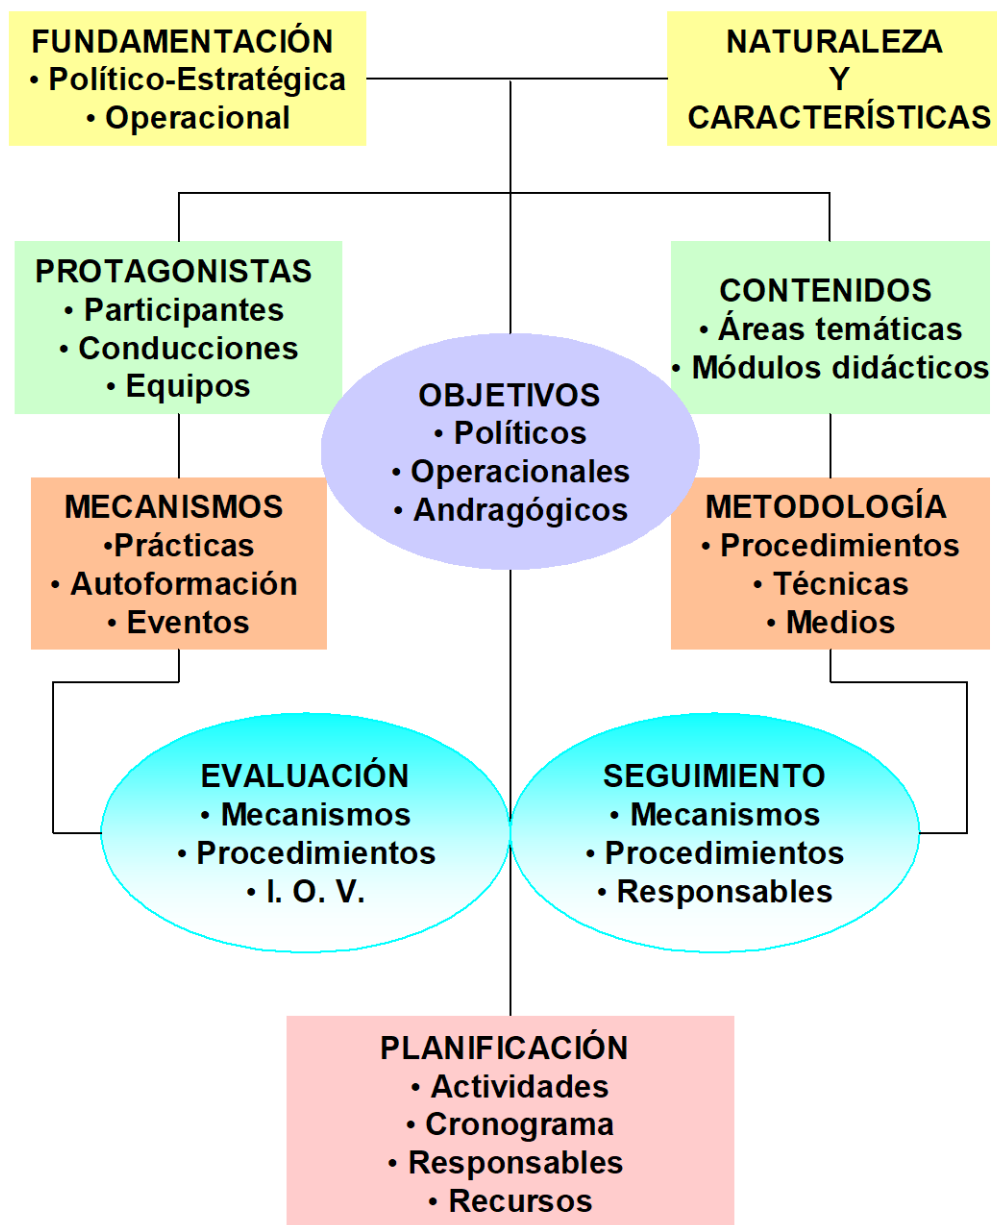 FUNDAMENTACIÓN
• Político-Estratégica
• Operacional
NATURALEZA
Y
CARACTERÍSTICAS
PROTAGONISTAS
• Participantes
• Conducciones
• Equipos
CONTENIDOS
• Áreas temáticas
• Módulos didácticos
OBJETIVOS
• Políticos
• Operacionales
• Andragógicos
MECANISMOS
•Prácticas
• Autoformación
• Eventos
METODOLOGÍA
• Procedimientos
• Técnicas
• Medios
EVALUACIÓN
• Mecanismos
• Procedimientos
• I. O. V.
SEGUIMIENTO
• Mecanismos
• Procedimientos
• Responsables
PLANIFICACIÓN
• Actividades
• Cronograma
• Responsables
• Recursos